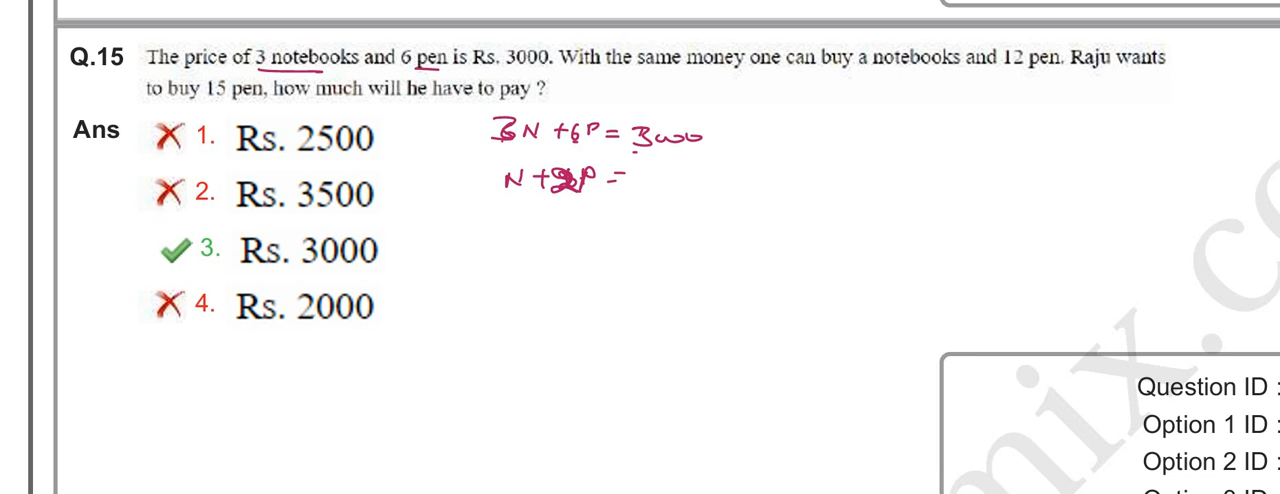 Q.15 The price of 3 notebooks and 6 pen is Rs. 3000. With the same money one can buy a notebooks and 12 pen. Raju wants
to buy 15 pen, how much will he have to pay ?
Ans 1. Rs. 2500
3N + 6P = 3000
2. Rs. 3500
N + P =
3. Rs. 3000
4. Rs. 2000
mix.c
Question ID :
Option 1 ID :
Option 2 ID :